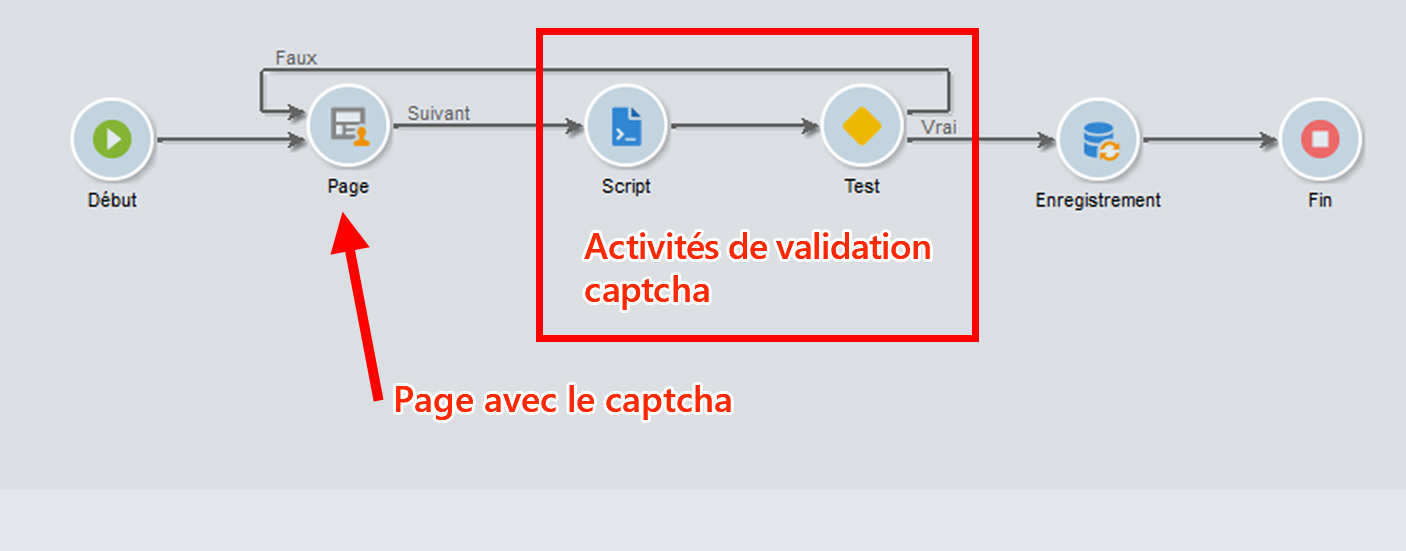 Faux
Suivant
Vrai
Début
Page
Script
Test
Enregistrement
Fin
Activités de validation
captcha
Page avec le captcha